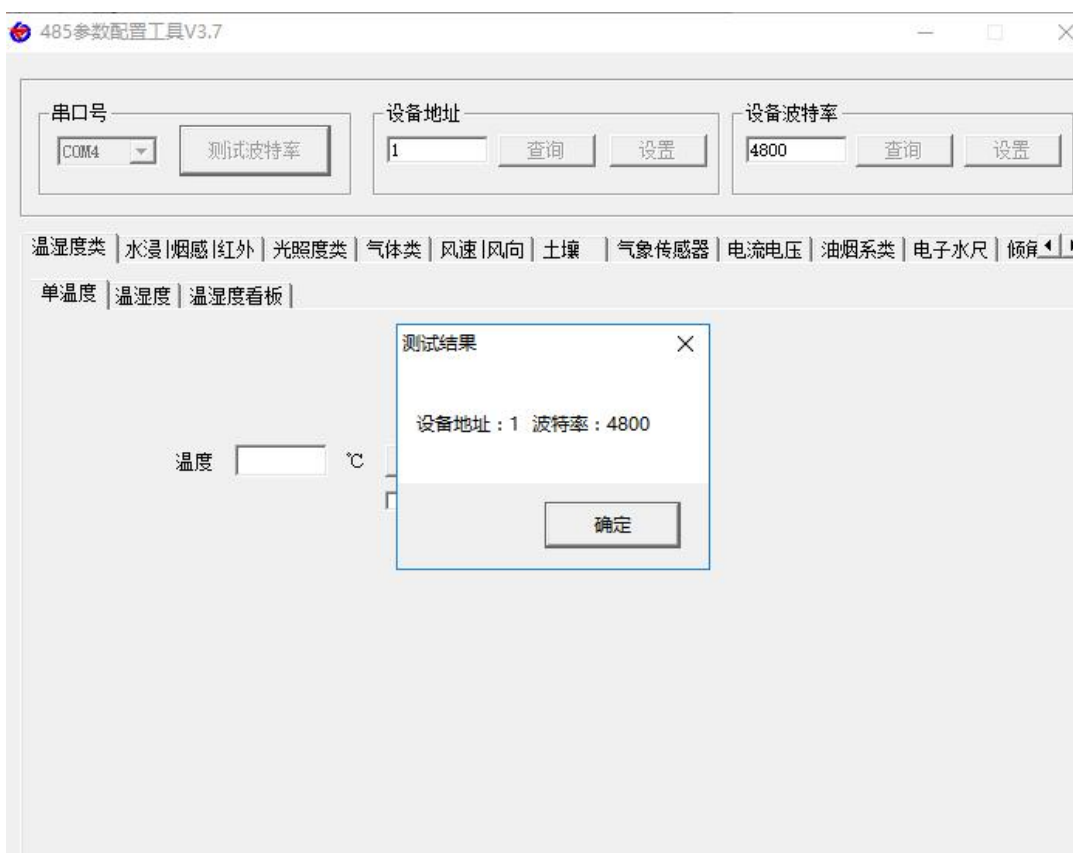 485参数配置工具V3.7
串口号 设备地址 设备波特率
COM4 测试波特率 1 查询 设置 4800 查询 设置
温湿度类 水浸|烟感|红外 光照度类 气体类 风速|风向 土壤 气象传感器 电流电压 油烟系类 电子水尺
单温度 温湿度 温湿度看板
测试结果
设备地址：1 波特率：4800
温度 ℃
确定